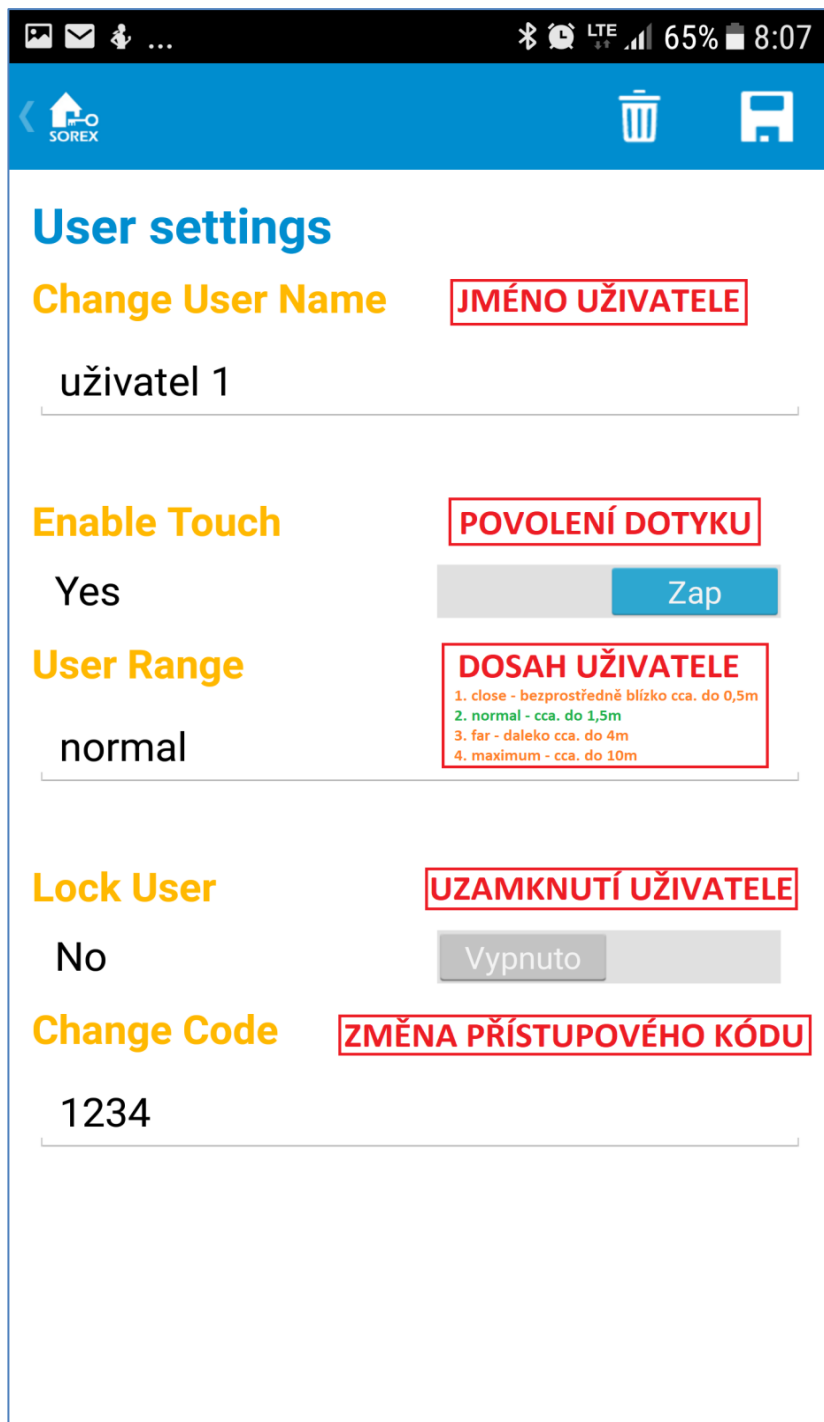 ... LTE 65% 8:07
SOREX
User settings
Change User Name JMÉNO UŽIVATELE
uživatel 1
Enable Touch POVOLENÍ DOTYKU
Yes Zap
User Range DOSAH UŽIVATELE
1. close - bezprostředně blízko cca. do 0,5m
2. normal - cca. do 1,5m
3. far - daleko cca. do 4m
normal
4. maximum - cca. do 10m
Lock User UZAMKNUTÍ UŽIVATELE
No Vypnuto
Change Code ZMĚNA PŘÍSTUPOVÉHO KÓDU
1234